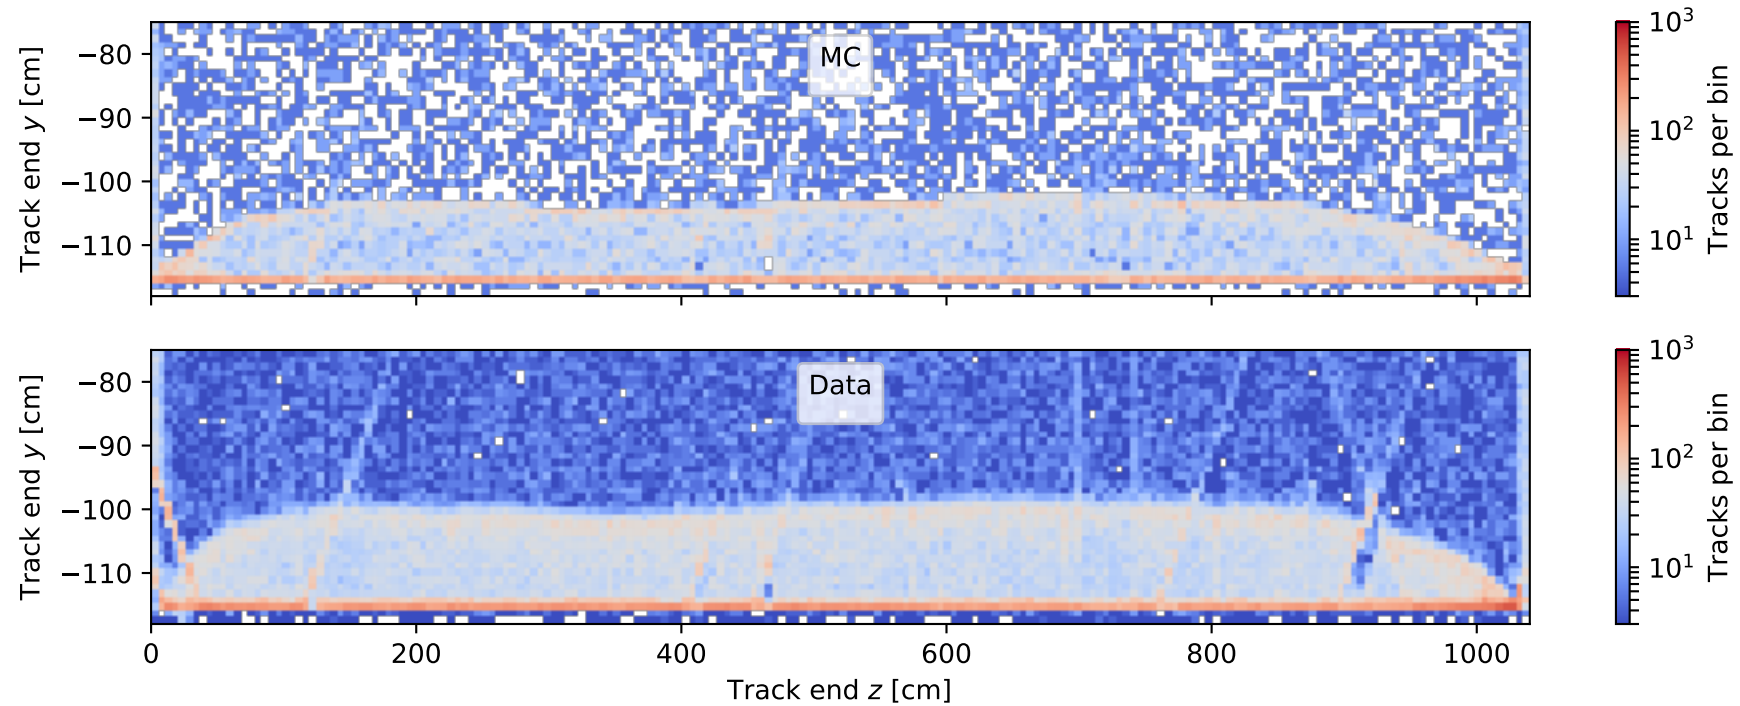 MC
Track end y [cm]
−80
−90
−100
−110
10³
10²
10¹
Tracks per bin
Data
Track end y [cm]
−80
−90
−100
−110
0 200 400 600 800 1000
Track end z [cm]
10³
10²
10¹
Tracks per bin